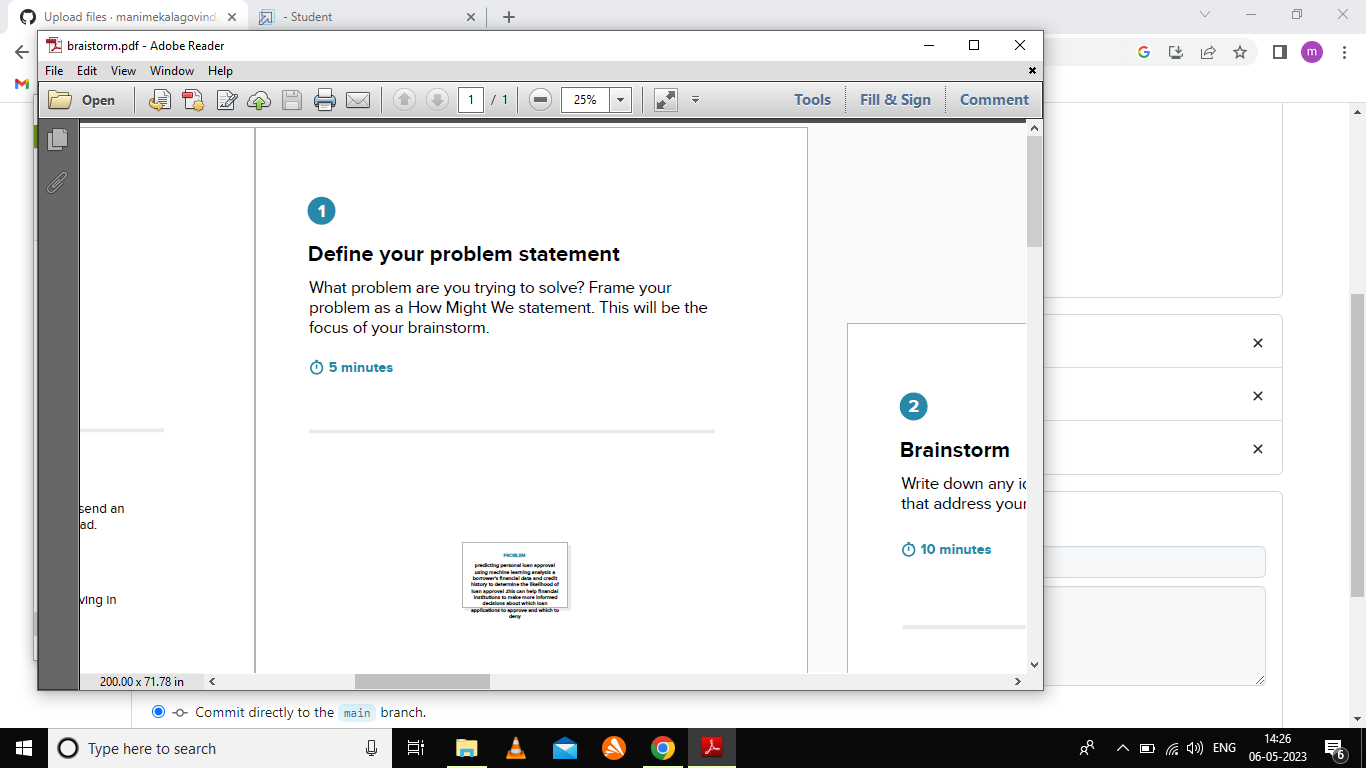 Upload files · manimekalagovind
- Student
braistorm.pdf - Adobe Reader
File Edit View Window Help
Open
1 / 1
25%
Tools Fill & Sign Comment
1
Define your problem statement
What problem are you trying to solve? Frame your
problem as a How Might We statement. This will be the
focus of your brainstorm.
5 minutes
PROBLEM
predicting personal loan approval
using machine learning analysis a
borrower's financial data and credit
history to determine the likelihood of
loan approval .this can help financial
institutions to make more informed
decisions about which loan
applications to approve and which to
deny
send an
ad.
ving in
2
Brainstorm
Write down any
that address your
10 minutes
200.00 x 71.78 in
m
Commit directly to the main branch.
Type here to search
ENG
14:26
06-05-2023
6